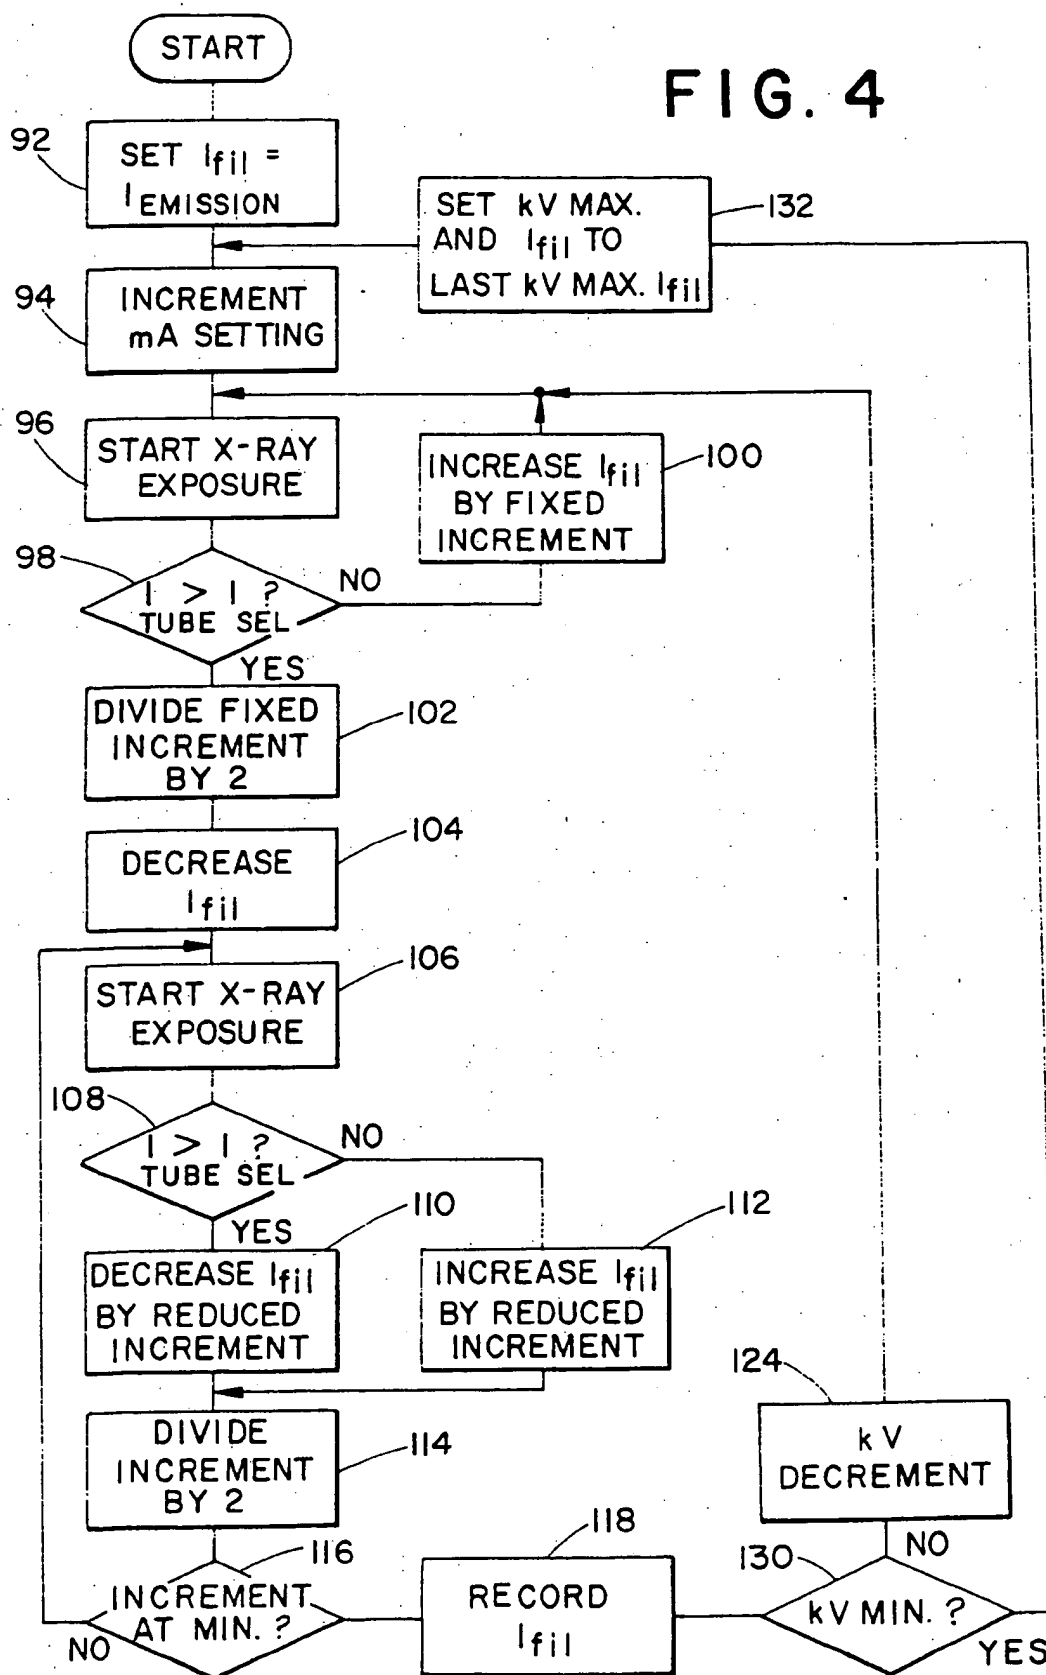 START
FIG. 4
92
SET Ifil =
IEMISSION
SET kV MAX.
AND Ifil TO
LAST kV MAX. Ifil
132
94
INCREMENT
mA SETTING
96
START X-RAY
EXPOSURE
INCREASE Ifil
BY FIXED
INCREMENT
100
98
I > I ?
TUBE SEL
NO
YES
DIVIDE FIXED
INCREMENT
BY 2
102
DECREASE
Ifil
104
START X-RAY
EXPOSURE
106
108
I > I ?
TUBE SEL
NO
YES
110
DECREASE Ifil
BY REDUCED
INCREMENT
112
INCREASE Ifil
BY REDUCED
INCREMENT
DIVIDE
INCREMENT
BY 2
114
124
kV
DECREMENT
116
INCREMENT
AT MIN. ?
NO
118
RECORD
Ifil
130
NO
kV MIN. ?
YES